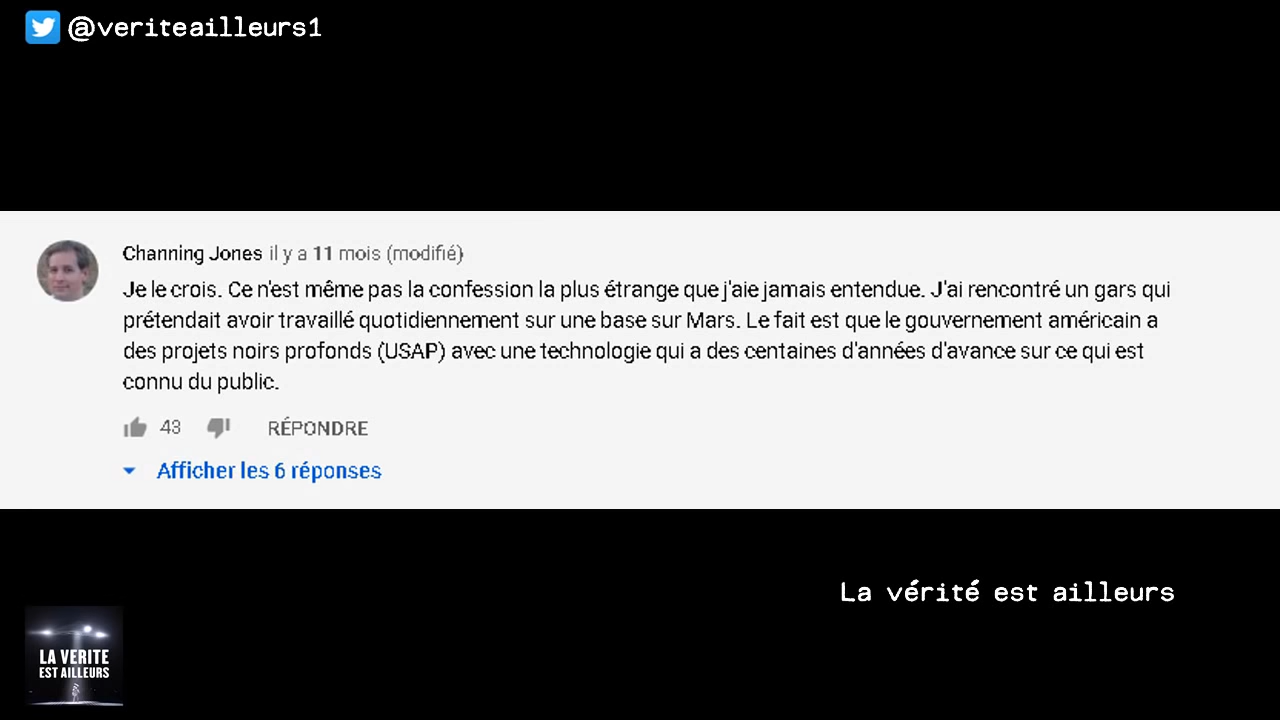 @veriteailleurs1
Channing Jones il y a 11 mois (modifié)
Je le crois. Ce n'est même pas la confession la plus étrange que j'aie jamais entendue. J'ai rencontré un gars qui
prétendait avoir travaillé quotidiennement sur une base sur Mars. Le fait est que le gouvernement américain a
des projets noirs profonds (USAP) avec une technologie qui a des centaines d'années d'avance sur ce qui est
connu du public.
43 RÉPONDRE
Afficher les 6 réponses
La vérité est ailleurs
LA VERITE
EST AILLEURS